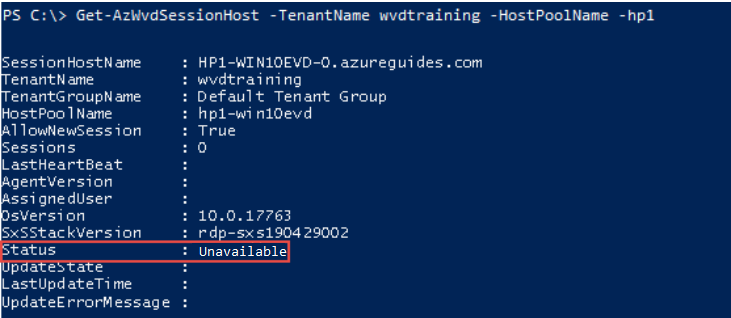 PS C:\> Get-AzWvdSessionHost -TenantName wvdtraining -HostPoolName -hp1
SessionHostName : HP1-WIN10EVD-0.azureguides.com
TenantName : wvdtraining
TenantGroupName : Default Tenant Group
HostPoolName : hp1-win10evd
AllowNewSession : True
Sessions : 0
LastHeartBeat :
AgentVersion :
AssignedUser :
OsVersion : 10.0.17763
SxSStackVersion : rdp-sxs190429002
Status : Unavailable
UpdateState :
LastUpdateTime :
UpdateErrorMessage :